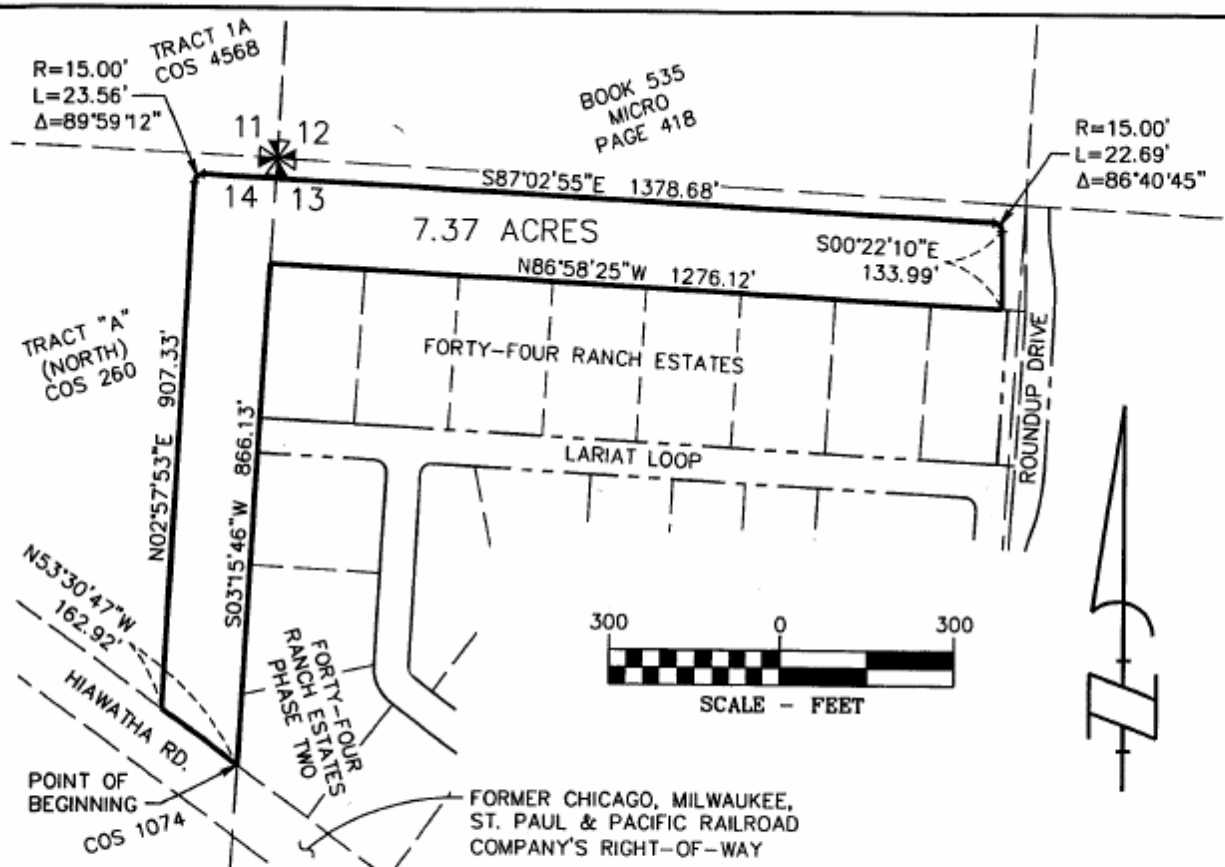 TRACT 1A
COS 4568
R=15.00'
L=23.56'
Δ=89°59'12"
BOOK 535
MICRO
PAGE 418
R=15.00'
L=22.69'
Δ=86°40'45"
11 12
14 13
S87°02'55"E 1378.68'
7.37 ACRES
S00°22'10"E
133.99'
N86°58'25"W 1276.12'
TRACT "A"
(NORTH)
COS 260
FORTY-FOUR RANCH ESTATES
ROUNDUP DRIVE
N02°57'53"E 907.33'
S03°15'46"W 866.13'
LARIAT LOOP
N53°30'47"W
162.92'
HIAWATHA RD.
FORTY-FOUR
RANCH ESTATES
PHASE TWO
300 0 300
SCALE - FEET
POINT OF
BEGINNING
COS 1074
FORMER CHICAGO, MILWAUKEE,
ST. PAUL & PACIFIC RAILROAD
COMPANY'S RIGHT-OF-WAY